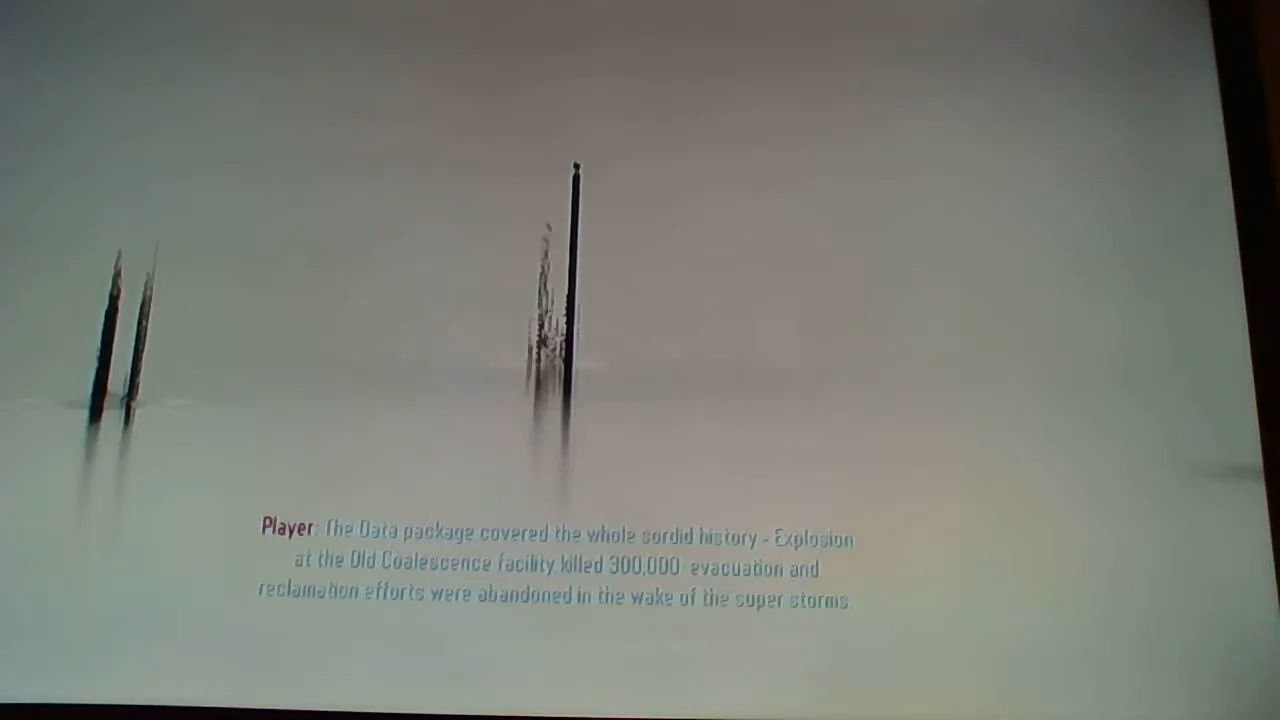 Player: The Data package covered the whole sordid history - Explosion
at the Old Coalescence facility killed 300,000 evacuation and
reclamation efforts were abandoned in the wake of the super storms.